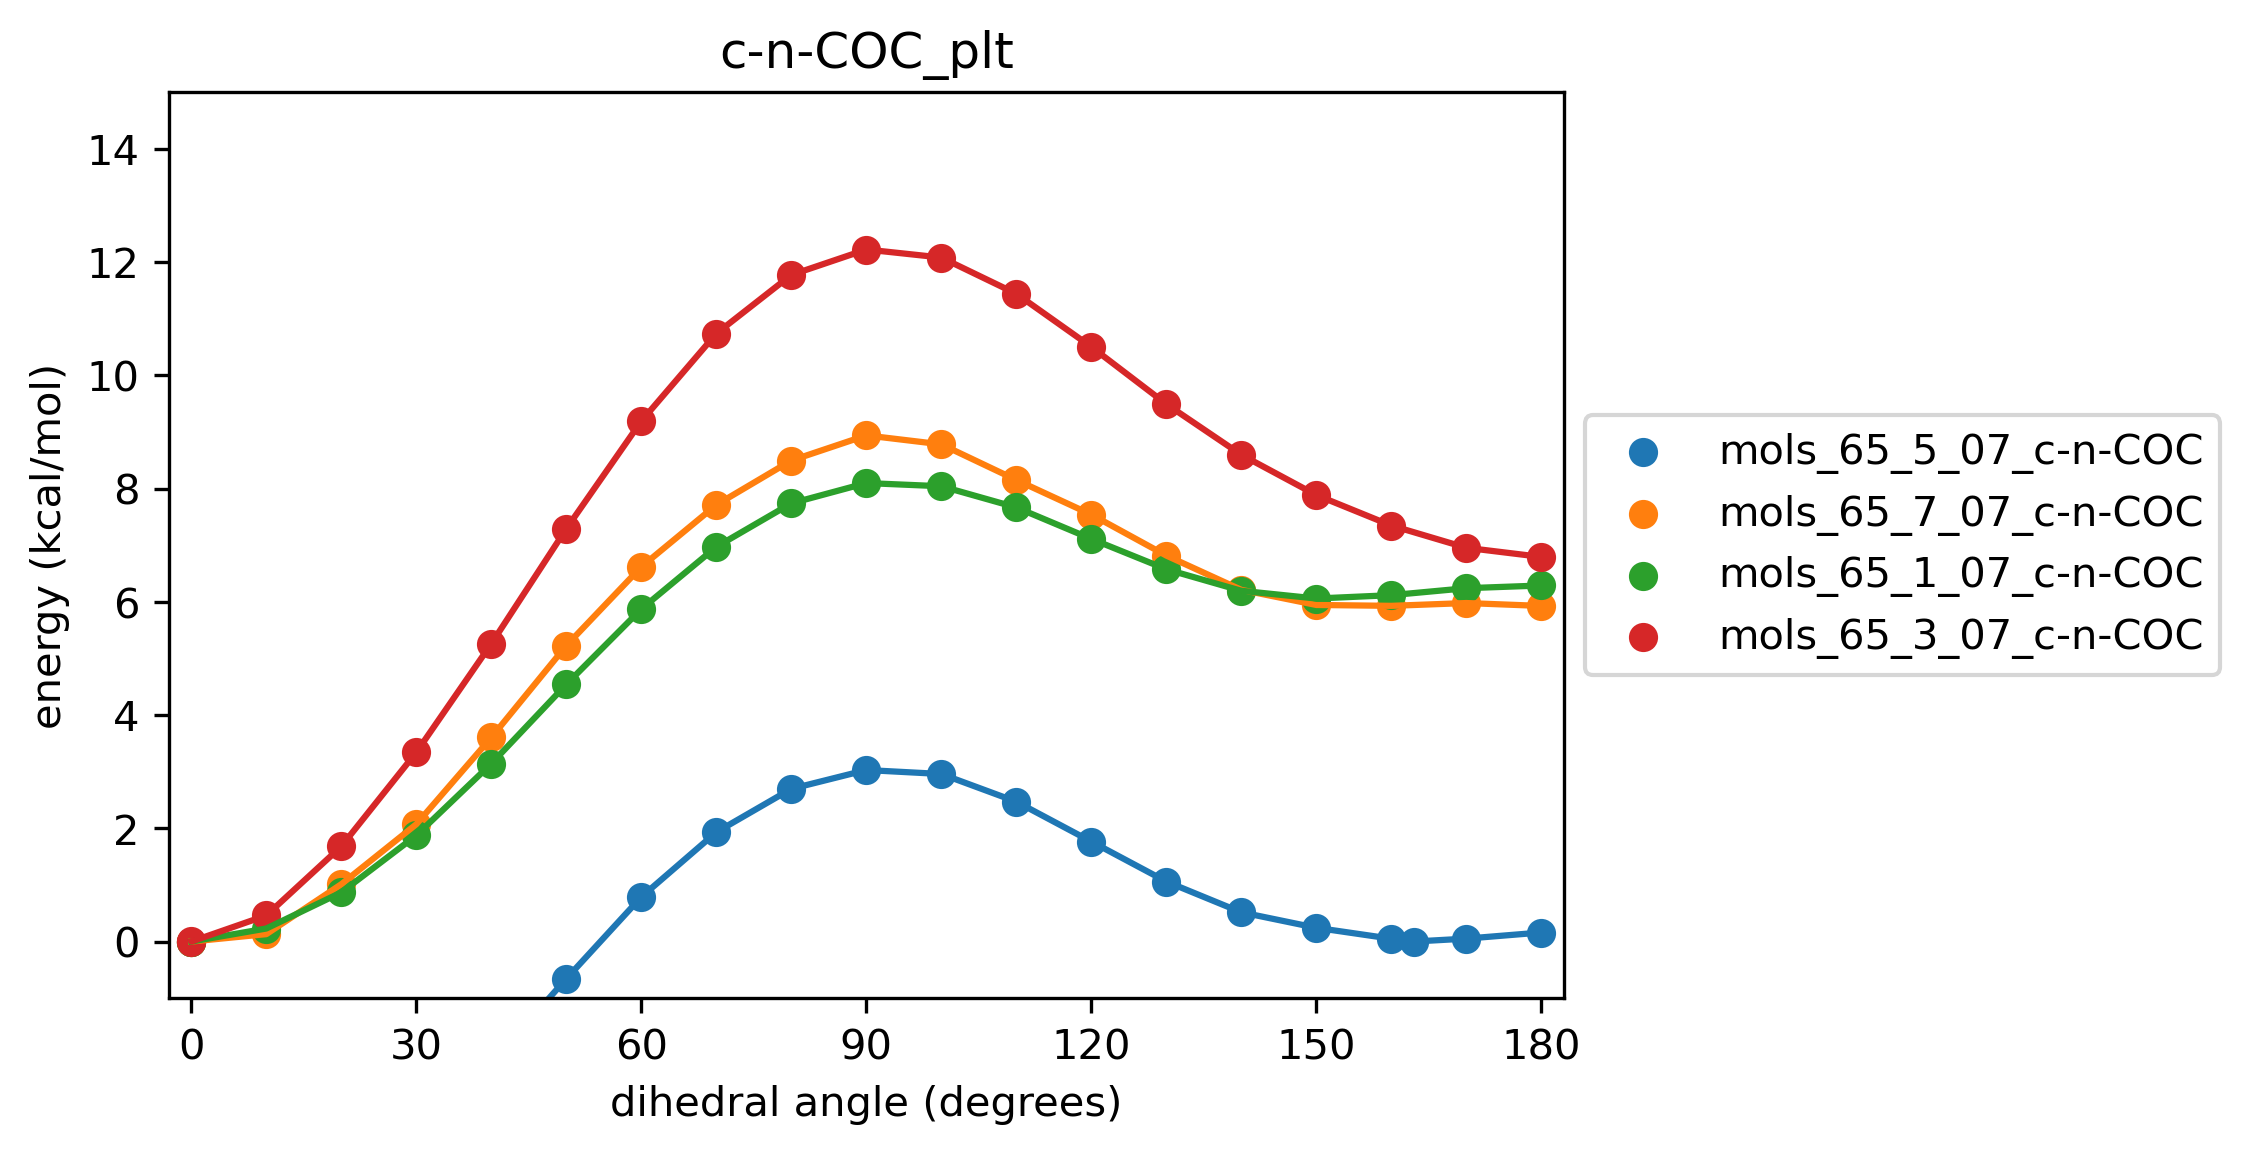 c-n-COC_plt
energy (kcal/mol)
14
12
10
8
6
4
2
0
0 30 60 90 120 150 180
dihedral angle (degrees)
mols_65_5_07_c-n-COC
mols_65_7_07_c-n-COC
mols_65_1_07_c-n-COC
mols_65_3_07_c-n-COC